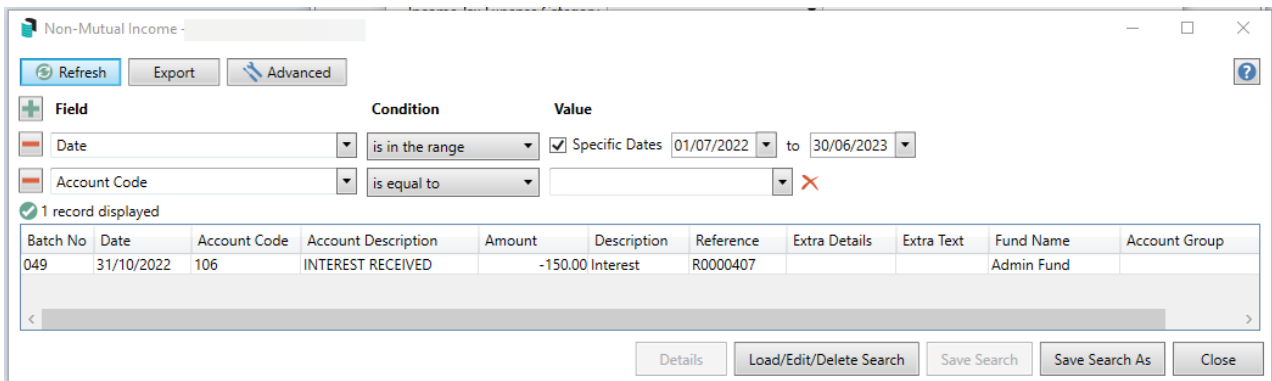 Non-Mutual Income -
Refresh Export Advanced
Field Condition Value
Date is in the range Specific Dates 01/07/2022 to 30/06/2023
Account Code is equal to
1 record displayed
Batch No Date Account Code Account Description Amount Description Reference Extra Details Extra Text Fund Name Account Group
049 31/10/2022 106 INTEREST RECEIVED -150.00 Interest R0000407 Admin Fund
Details Load/Edit/Delete Search Save Search Save Search As Close